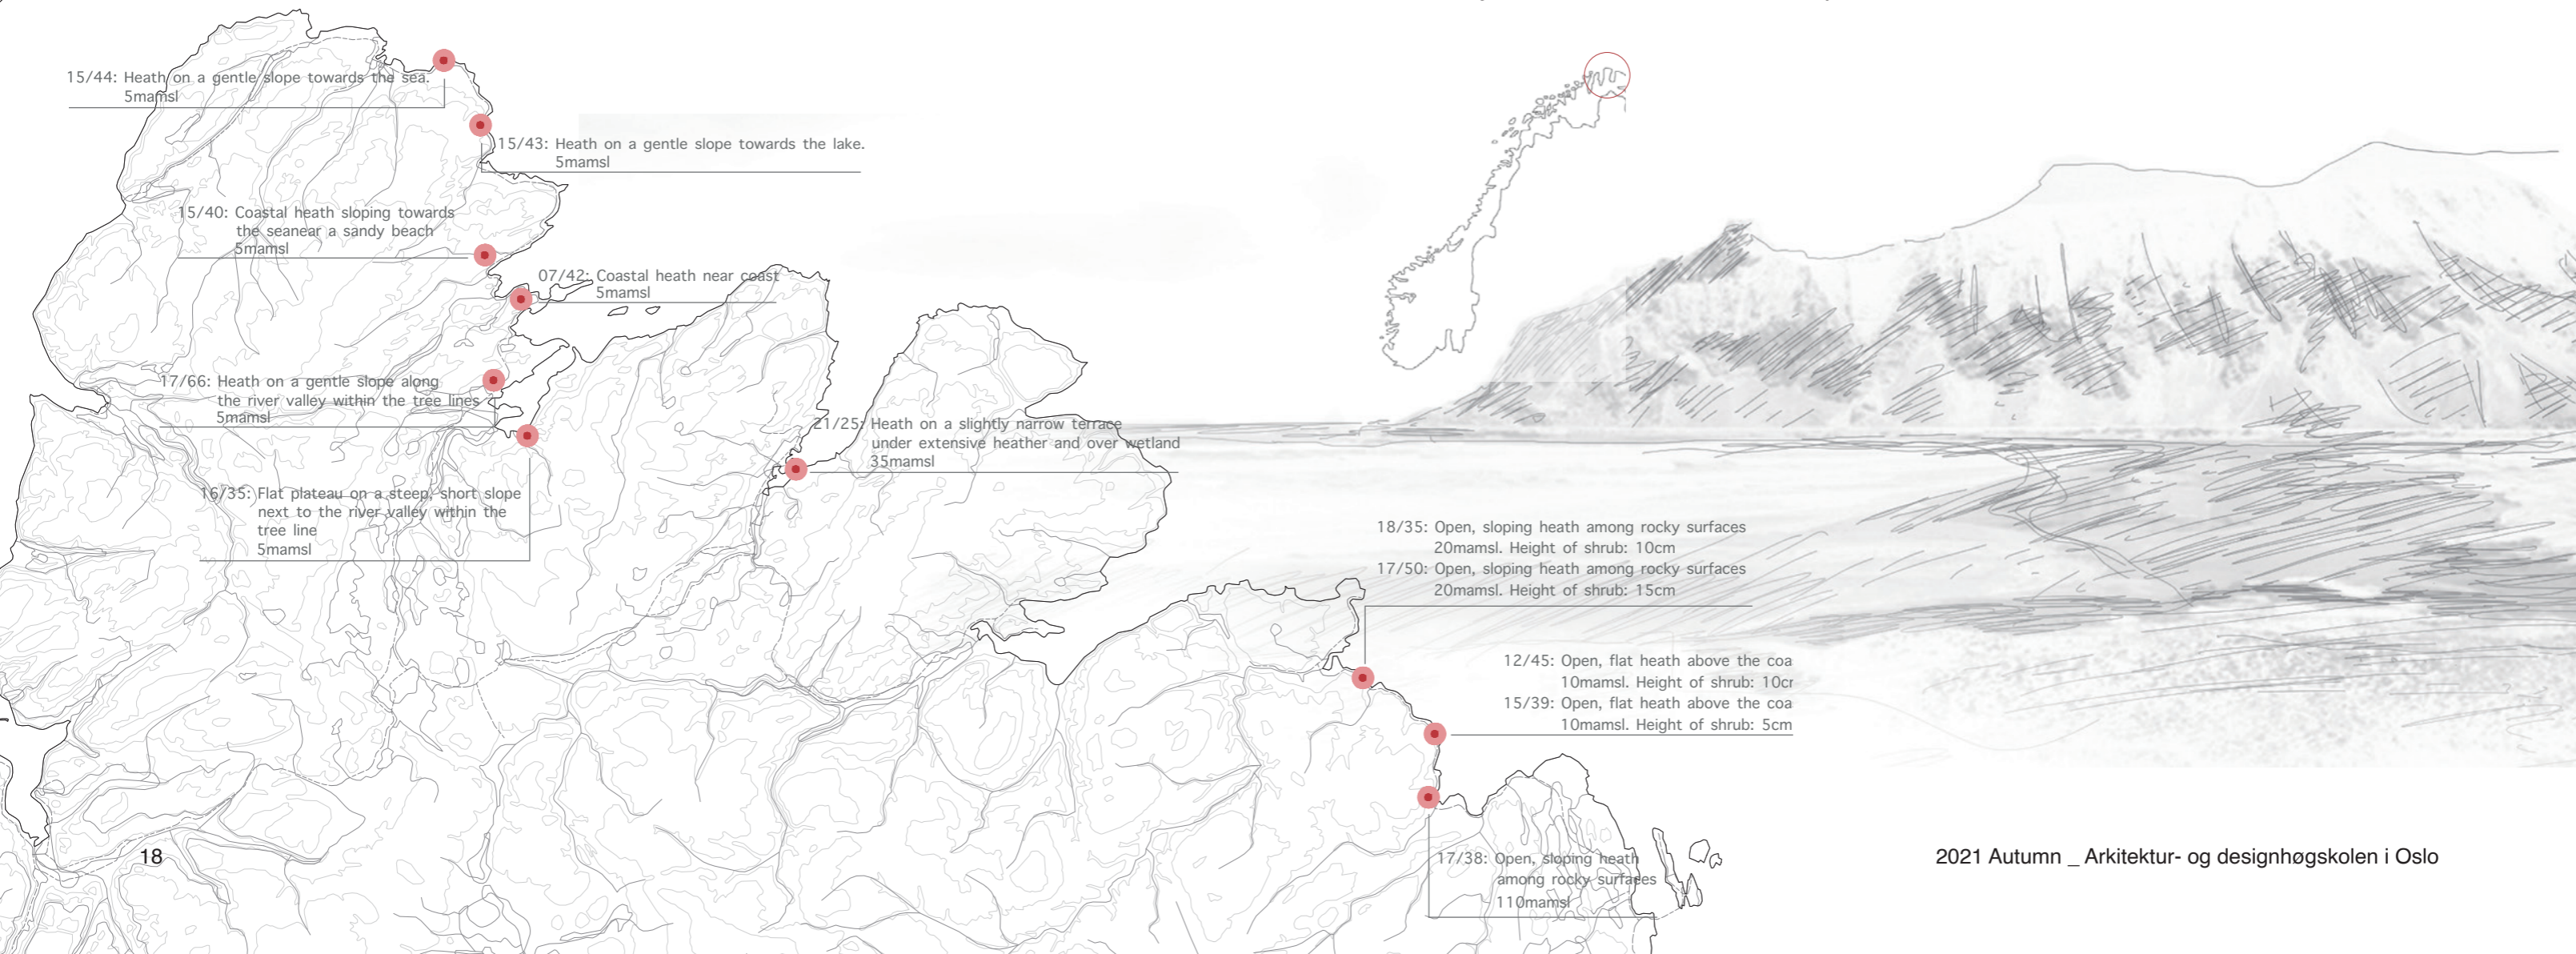 15/44: Heath on a gentle slope towards the sea.
5mamsl
15/43: Heath on a gentle slope towards the lake.
5mamsl
15/40: Coastal heath sloping towards
the seanear a sandy beach
5mamsl
07/42: Coastal heath near coast
5mamsl
17/66: Heath on a gentle slope along
the river valley within the tree lines
5mamsl
21/25: Heath on a slightly narrow terrace
under extensive heather and over wetland
35mamsl
16/35: Flat plateau on a steep, short slope
next to the river valley within the
tree line
5mamsl
18/35: Open, sloping heath among rocky surfaces
20mamsl. Height of shrub: 10cm
17/50: Open, sloping heath among rocky surfaces
20mamsl. Height of shrub: 15cm
12/45: Open, flat heath above the coa
10mamsl. Height of shrub: 10c
15/39: Open, flat heath above the coa
10mamsl. Height of shrub: 5cm
17/38: Open, sloping heath
among rocky surfaces
110mamsl
18
2021 Autumn _ Arkitektur- og designhøgskolen i Oslo